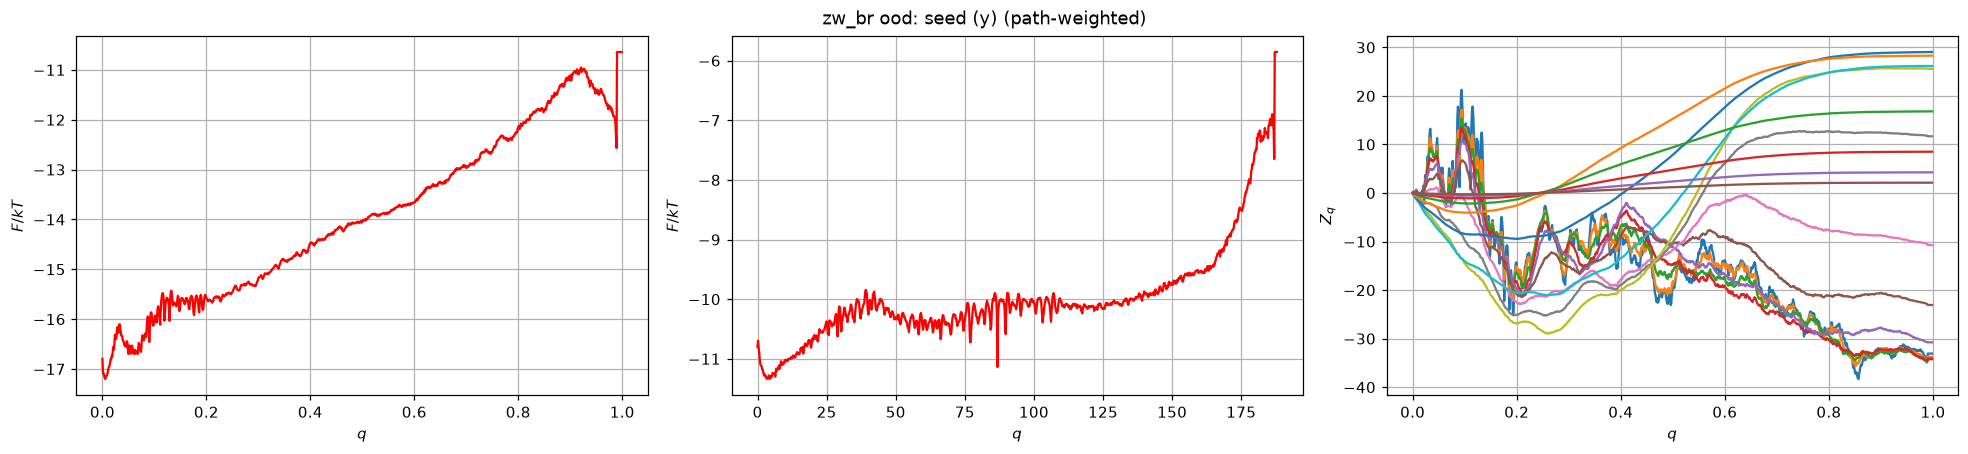 zw_br ood: seed (y) (path-weighted)
F/kT
−11
−12
−13
−14
−15
−16
−17
0.0 0.2 0.4 0.6 0.8 1.0
q
F/kT
−6
−7
−8
−9
−10
−11
0 25 50 75 100 125 150 175
q
Zq
30
20
10
0
−10
−20
−30
−40
0.0 0.2 0.4 0.6 0.8 1.0
q